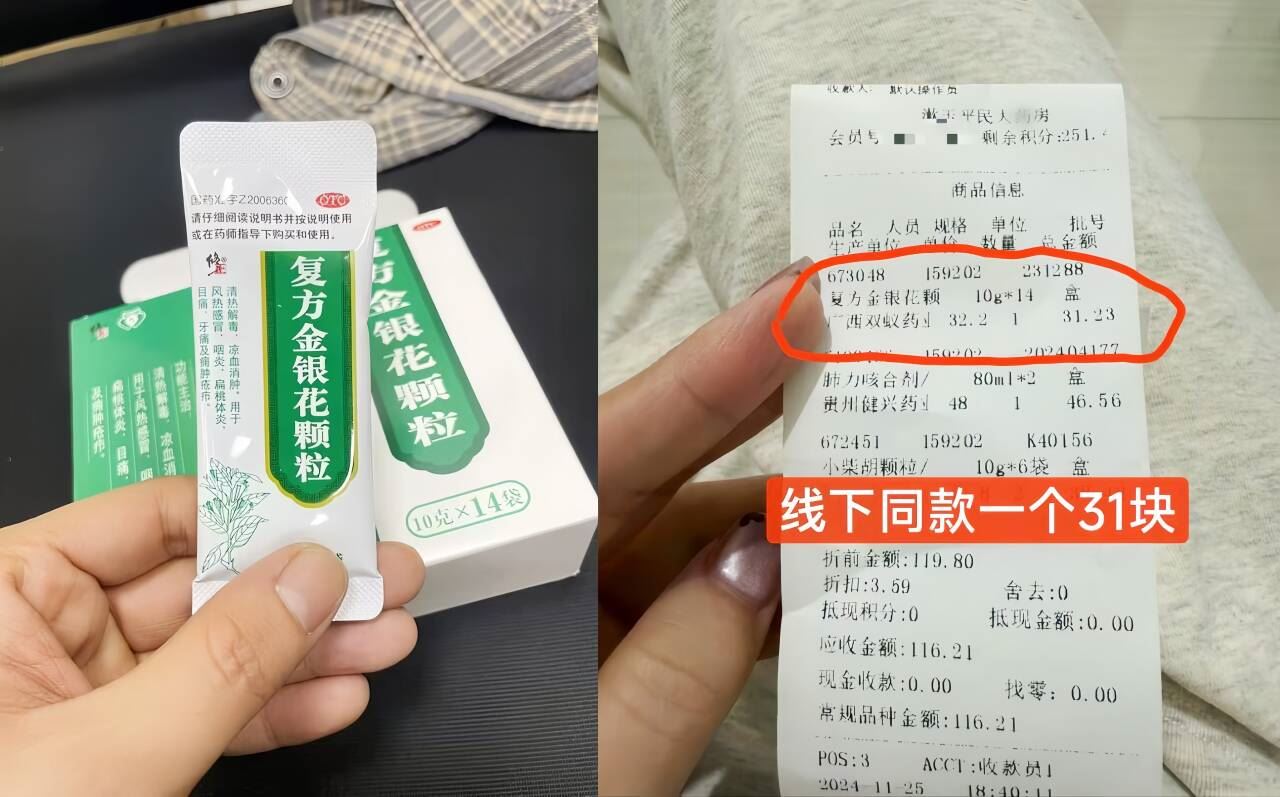 国药准字Z2006360
OTC
请仔细阅读说明书并按说明使用
或在药师指导下购买和使用。
修正
复方金银花颗粒
清热解毒,凉血消肿。用于
风热感冒,咽炎,扁桃体炎,
目痛,牙痛及痈肿疮疖。
方金银花颗粒
10克×14袋
功能主治
清热解毒,凉血消
用于风热感冒,咽
扁桃体炎,目痛,
及痈肿疮疖。
收款人: 默认操作员
平民大药房
会员号 剩余积分:251.4
商品信息
品名 人员 规格 单位 批号
生产单位 单价 数量 总金额
673048 159202 231288
复方金银花颗 10g*14 盒
广西双蚁药业 32.2 1 31.23
159202 202404177
肺力咳合剂/ 80ml*2 盒
贵州健兴药业 48 1 46.56
672451 159202 K40156
小柴胡颗粒/ 10g*6袋 盒
线下同款一个31块
折前金额:119.80
折扣:3.59 舍去:0
抵现积分:0 抵现金额:0.00
应收金额:116.21
现金收款:0.00 找零: 0.00
常规品种金额:116.21
POS:3 ACCT:收款员1
2024-11-25 18:40:11